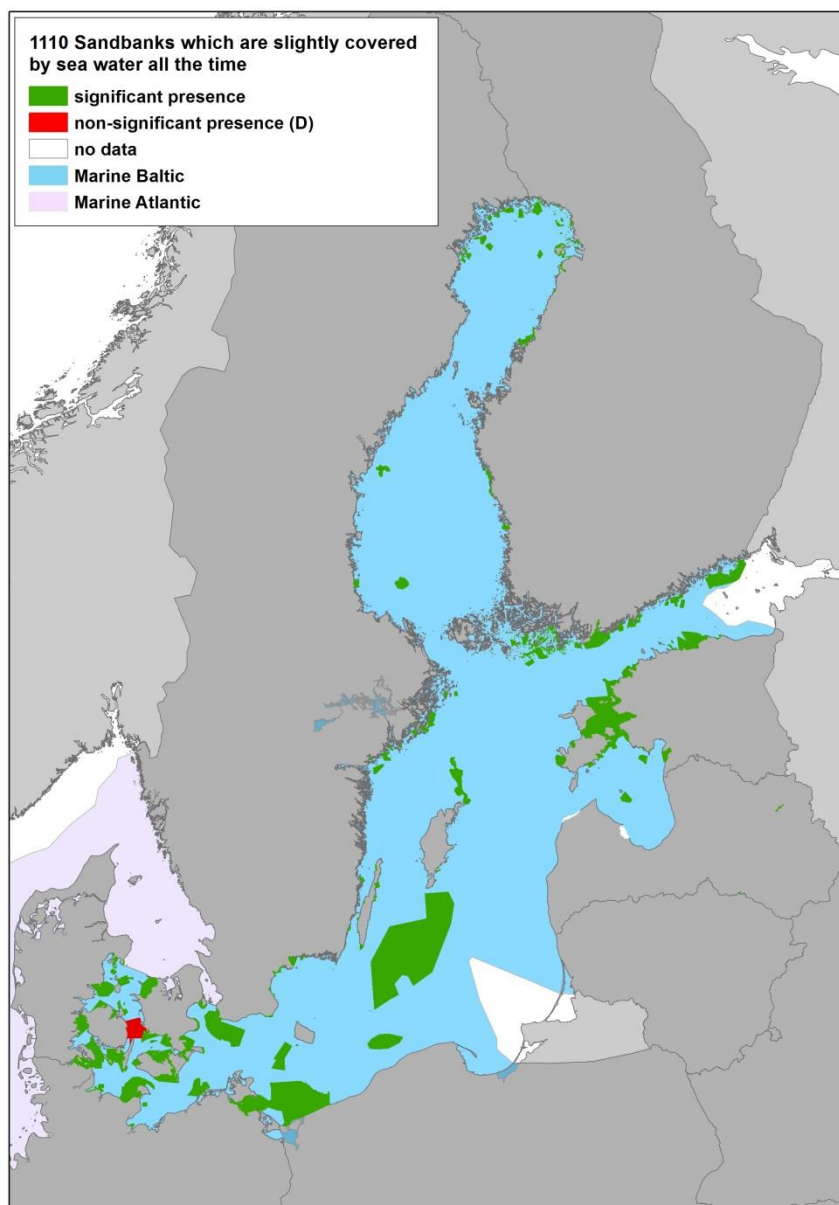 1110 Sandbanks which are slightly covered
by sea water all the time
significant presence
non-significant presence (D)
no data
Marine Baltic
Marine Atlantic